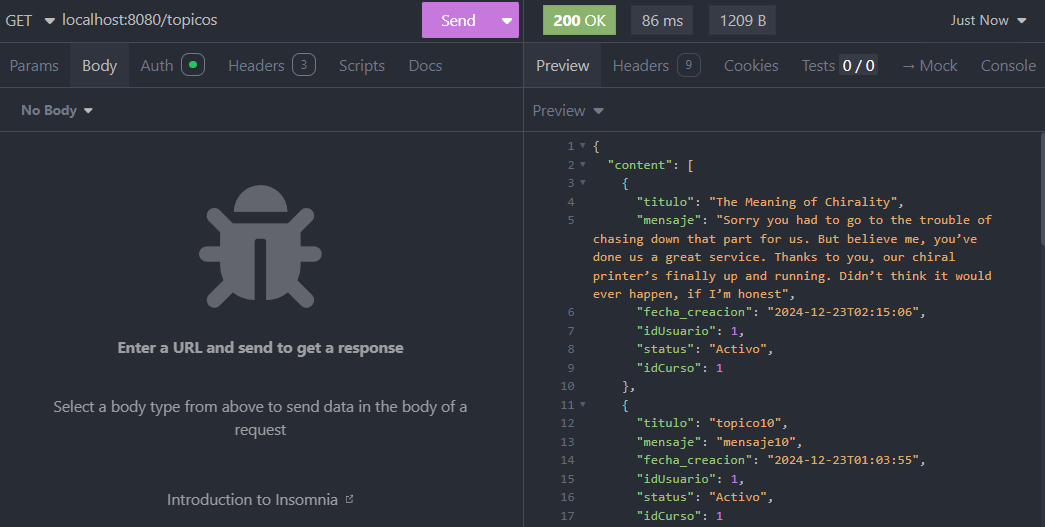 GET localhost:8080/topicos Send
200 OK 86 ms 1209 B Just Now
Params Body Auth Headers 3 Scripts Docs
Preview Headers 9 Cookies Tests 0 / 0 → Mock Console
No Body
Preview
Enter a URL and send to get a response
Select a body type from above to send data in the body of a
request
Introduction to Insomnia
1 {
2 "content": [
3 {
4 "titulo": "The Meaning of Chirality",
5 "mensaje": "Sorry you had to go to the trouble of
chasing down that part for us. But believe me, you’ve
done us a great service. Thanks to you, our chiral
printer’s finally up and running. Didn’t think it would
ever happen, if I’m honest",
6 "fecha_creacion": "2024-12-23T02:15:06",
7 "idUsuario": 1,
8 "status": "Activo",
9 "idCurso": 1
10 },
11 {
12 "titulo": "topico10",
13 "mensaje": "mensaje10",
14 "fecha_creacion": "2024-12-23T01:03:55",
15 "idUsuario": 1,
16 "status": "Activo",
17 "idCurso": 1